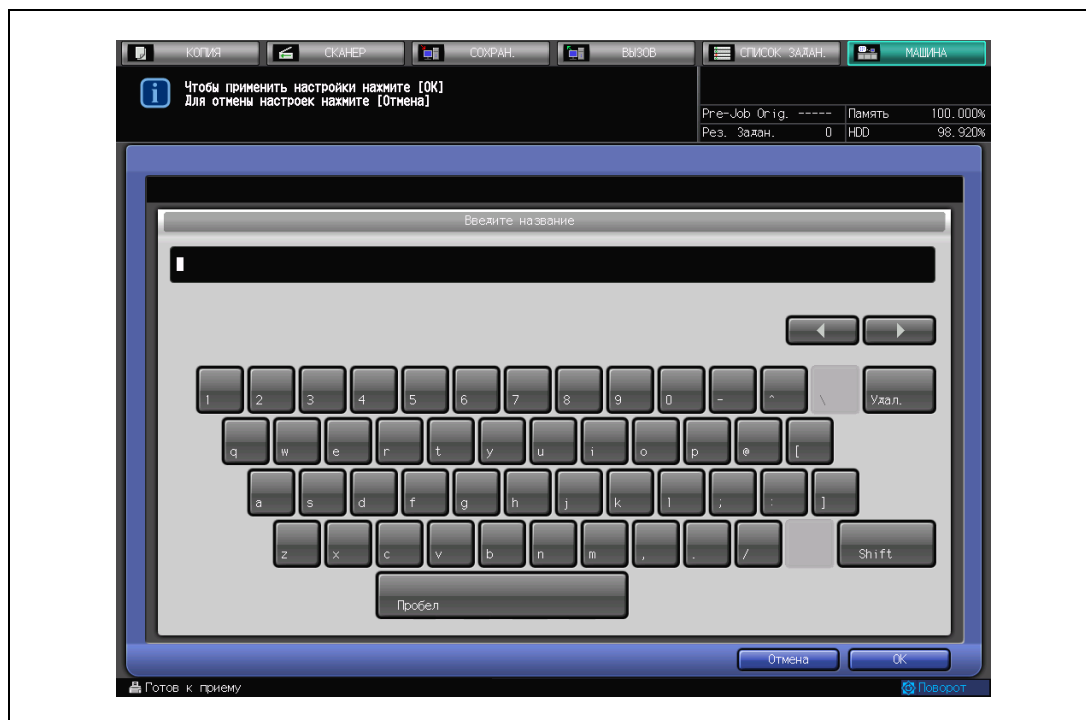 КОПИЯ СКАНЕР СОХРАН. ВЫЗОВ СПИСОК ЗАДАН. МАШИНА
Чтобы применить настройки нажмите [OK]
Для отмены настроек нажмите [Отмена]
Pre-Job Orig. ----- Память 100.000%
Рез. Задан. 0 HDD 98.920%
Введите название
1 2 3 4 5 6 7 8 9 0 - ^ \ Удал.
q w e r t y u i o p @ [
a s d f g h j k l ; : ]
z x c v b n m , . / Shift
Пробел
Отмена OK
Готов к приему Поворот